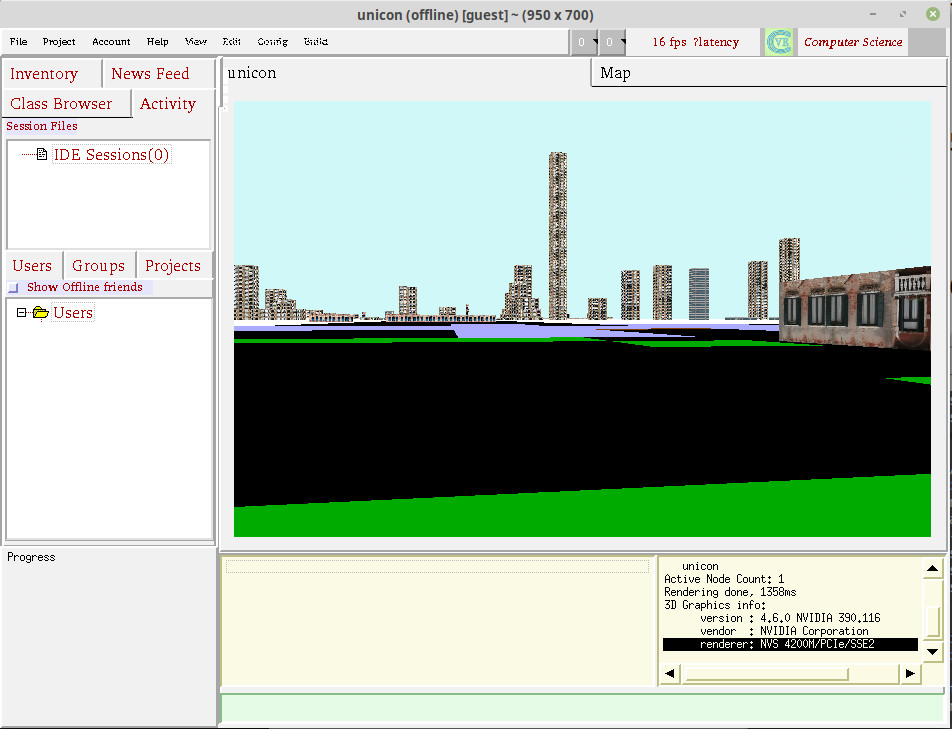 unicon (offline) [guest] ~ (950 x 700)
File Project Account Help View Edit Config Build
0 0 16 fps ?latency CVE Computer Science
Inventory News Feed
unicon Map
Class Browser Activity
Session Files
IDE Sessions(0)
Users Groups Projects
Show Offline friends
Users
Progress
unicon
Active Node Count: 1
Rendering done, 1358ms
3D Graphics info:
version : 4.6.0 NVIDIA 390.116
vendor : NVIDIA Corporation
renderer: NVS 4200M/PCIe/SSE2